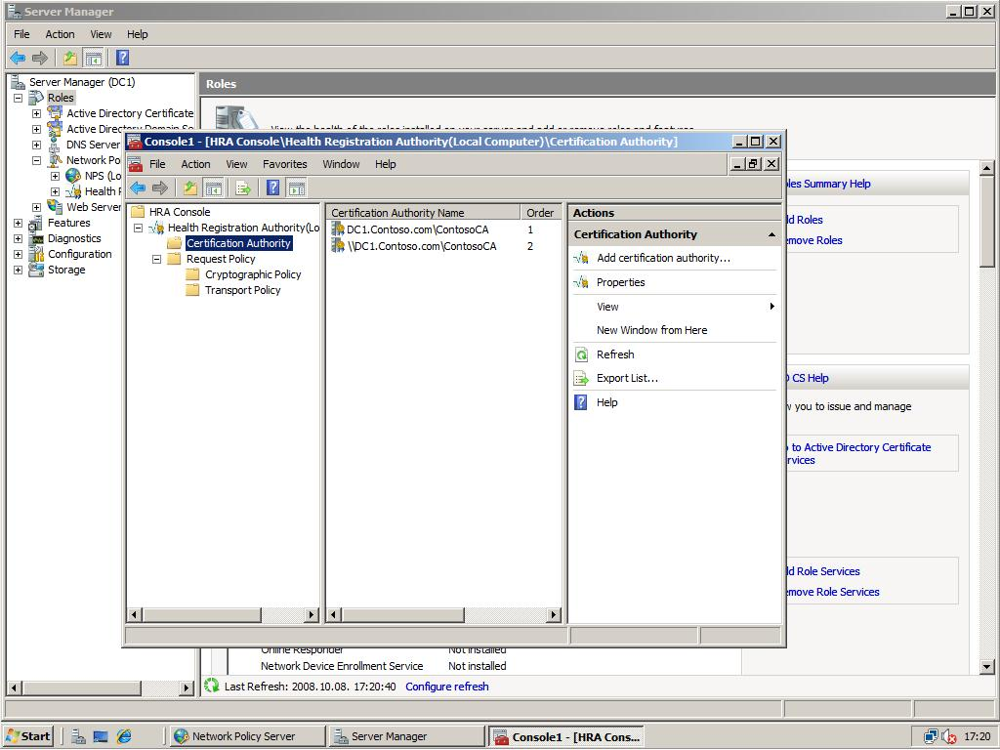 Server Manager
File Action View Help
Server Manager (DC1)
Roles
Active Directory Certificate
Active Directory Domain Se
DNS Server
Network Po
NPS (Lo
Health R
Web Server
Features
Diagnostics
Configuration
Storage
Roles
View the health of the roles installed on your server and add or remove roles and features.
Console1 - [HRA Console\Health Registration Authority(Local Computer)\Certification Authority]
File Action View Favorites Window Help
HRA Console
Health Registration Authority(Lo
Certification Authority
Request Policy
Cryptographic Policy
Transport Policy
Certification Authority Name Order
DC1.Contoso.com\ContosoCA 1
\\DC1.Contoso.com\ContosoCA 2
Actions
Certification Authority
Add certification authority...
Properties
View
New Window from Here
Refresh
Export List...
Help
les Summary Help
d Roles
move Roles
CS Help
you to issue and manage
to Active Directory Certificate
rvices
d Role Services
move Role Services
Online Responder Not installed
Network Device Enrollment Service Not installed
Last Refresh: 2008.10.08. 17:20:40 Configure refresh
Start
Network Policy Server
Server Manager
Console1 - [HRA Cons...
17:20